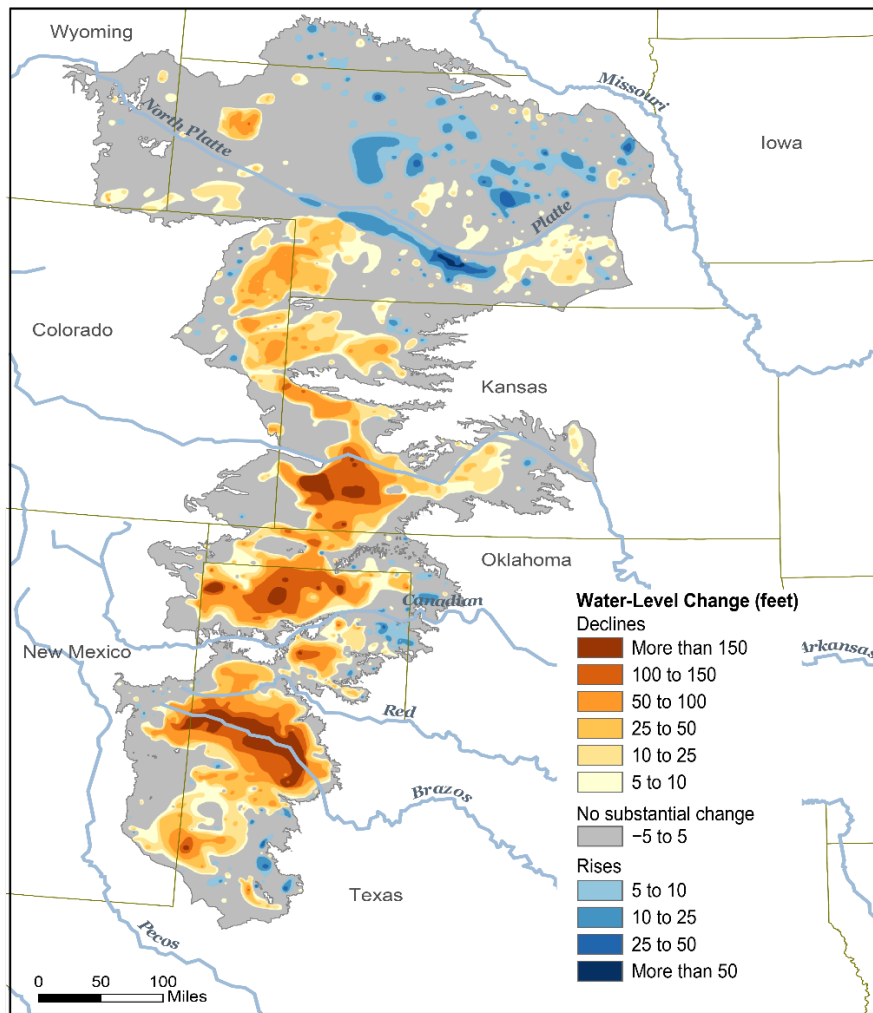 Wyoming
Missouri
Iowa
North Platte
Platte
Colorado
Kansas
Oklahoma
Canadian
New Mexico
Arkansas
Red
Brazos
Texas
Pecos
Water-Level Change (feet)
Declines
More than 150
100 to 150
50 to 100
25 to 50
10 to 25
5 to 10
No substantial change
−5 to 5
Rises
5 to 10
10 to 25
25 to 50
More than 50
0 50 100
Miles